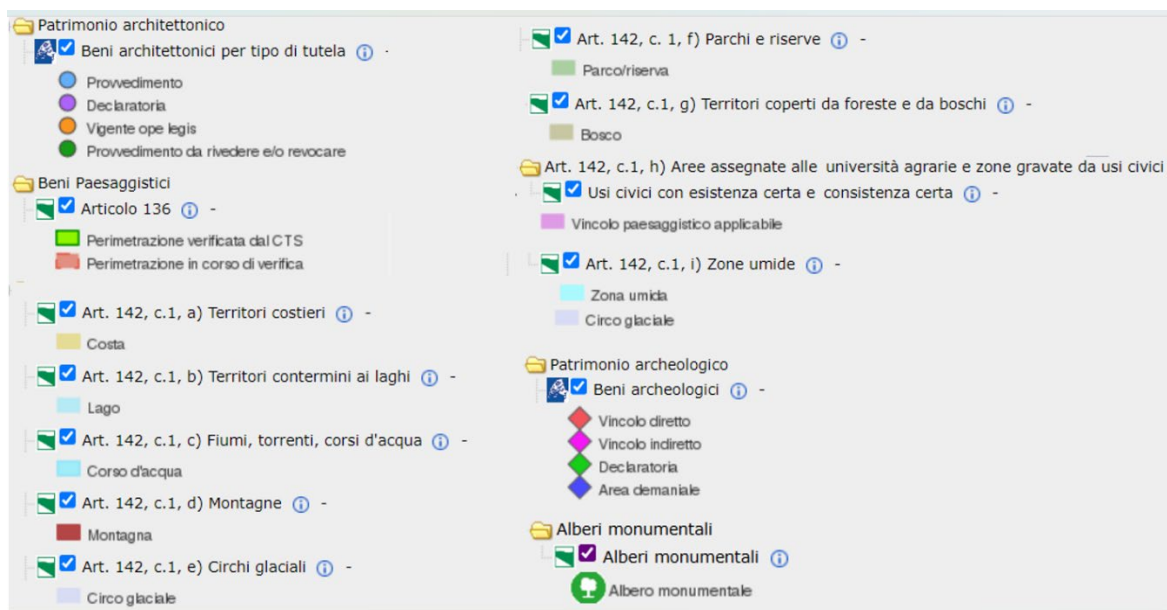 Patrimonio architettonico
Beni architettonici per tipo di tutela -
Provvedimento
Declaratoria
Vigente ope legis
Provvedimento da rivedere e/o revocare
Beni Paesaggistici
Articolo 136 -
Perimetrazione verificata dal CTS
Perimetrazione in corso di verifica
Art. 142, c.1, a) Territori costieri -
Costa
Art. 142, c.1, b) Territori contermini ai laghi -
Lago
Art. 142, c.1, c) Fiumi, torrenti, corsi d'acqua -
Corso d'acqua
Art. 142, c.1, d) Montagne -
Montagna
Art. 142, c.1, e) Circhi glaciali -
Circo glaciale
Art. 142, c. 1, f) Parchi e riserve -
Parco/riserva
Art. 142, c.1, g) Territori coperti da foreste e da boschi -
Bosco
Art. 142, c.1, h) Aree assegnate alle università agrarie e zone gravate da usi civici
Usi civici con esistenza certa e consistenza certa -
Vincolo paesaggistico applicabile
Art. 142, c.1, i) Zone umide -
Zona umida
Circo glaciale
Patrimonio archeologico
Beni archeologici -
Vincolo diretto
Vincolo indiretto
Declaratoria
Area demaniale
Alberi monumentali
Alberi monumentali
Albero monumentale